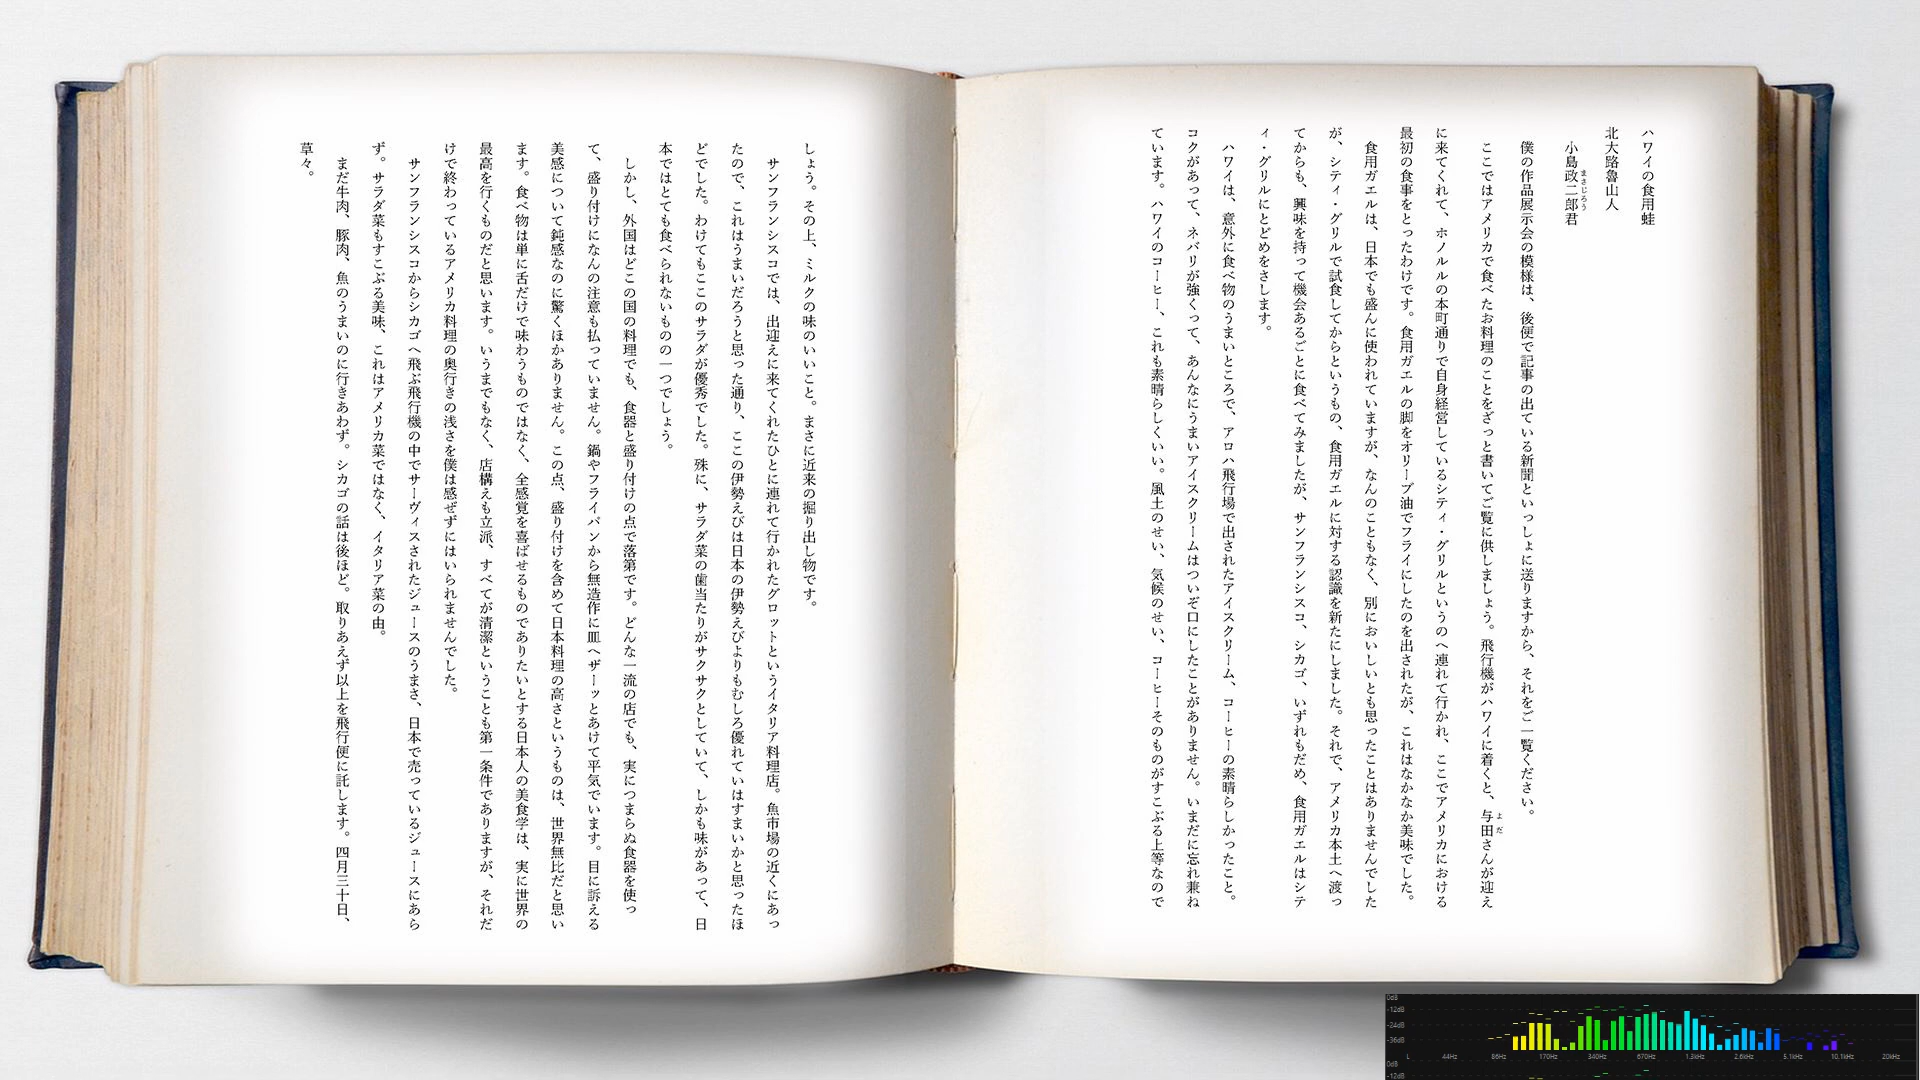 ハワイの食用蛙
北大路魯山人
小島政二郎君
まさじろう
僕の作品展示会の模様は、後便で記事の出ている新聞といっしょに送りますから、それをご一覧ください。
ここではアメリカで食べたお料理のことをざっと書いてご覧に供しましょう。飛行機がハワイに着くと、与田さんが迎え
よだ
に来てくれて、ホノルルの本町通りで自身経営しているシティ・グリルというのへ連れて行かれ、ここでアメリカにおける
最初の食事をとったわけです。食用ガエルの脚をオリーブ油でフライにしたのを出されたが、これはなかなか美味でした。
食用ガエルは、日本でも盛んに使われていますが、なんのこともなく、別においしいとも思ったことはありませんでした
が、シティ・グリルで試食してからというもの、食用ガエルに対する認識を新たにしました。それで、アメリカ本土へ渡っ
てからも、興味を持って機会あるごとに食べてみましたが、サンフランシスコ、シカゴ、いずれもだめ、食用ガエルはシテ
ィ・グリルにとどめをさします。
ハワイは、意外に食べ物のうまいところで、アロハ飛行場で出されたアイスクリーム、コーヒーの素晴らしかったこと。
コクがあって、ネバリが強くって、あんなにうまいアイスクリームはついぞ口にしたことがありません。いまだに忘れ兼ね
ています。ハワイのコーヒー、これも素晴らしくいい。風土のせい、気候のせい、コーヒーそのものがすこぶる上等なので
しょう。その上、ミルクの味のいいこと。まさに近来の掘り出し物です。
サンフランシスコでは、出迎えに来てくれたひとに連れて行かれたグロットというイタリア料理店。魚市場の近くにあっ
たので、これはうまいだろうと思った通り、ここの伊勢えびは日本の伊勢えびよりもむしろ優れていはすまいかと思ったほ
どでした。わけてもここのサラダが優秀でした。殊に、サラダ菜の歯当たりがサクサクとしていて、しかも味があって、日
本ではとても食べられないものの一つでしょう。
しかし、外国はどこの国の料理でも、食器と盛り付けの点で落第です。どんな一流の店でも、実につまらぬ食器を使っ
て、盛り付けになんの注意も払っていません。鍋やフライパンから無造作に皿へザーッとあけて平気でいます。目に訴える
美感について鈍感なのに驚くほかありません。この点、盛り付けを含めて日本料理の高さというものは、世界無比だと思い
ます。食べ物は単に舌だけで味わうものではなく、全感覚を喜ばせるものでありたいとする日本人の美食学は、実に世界の
最高を行くものだと思います。いうまでもなく、店構えも立派、すべてが清潔ということも第一条件でありますが、それだ
けで終わっているアメリカ料理の奥行きの浅さを僕は感ぜずにはいられませんでした。
サンフランシスコからシカゴへ飛ぶ飛行機の中でサーヴィスされたジュースのうまさ、日本で売っているジュースにあら
ず。サラダ菜もすこぶる美味、これはアメリカ菜ではなく、イタリア菜の由。
まだ牛肉、豚肉、魚のうまいのに行きあわず。シカゴの話は後ほど。取りあえず以上を飛行便に託します。四月三十日、
草々。
0dB
-12dB
-24dB
-36dB
L 44Hz 86Hz 170Hz 340Hz 670Hz 1.3kHz 2.6kHz 5.1kHz 10.1kHz 20kHz
0dB
-12dB